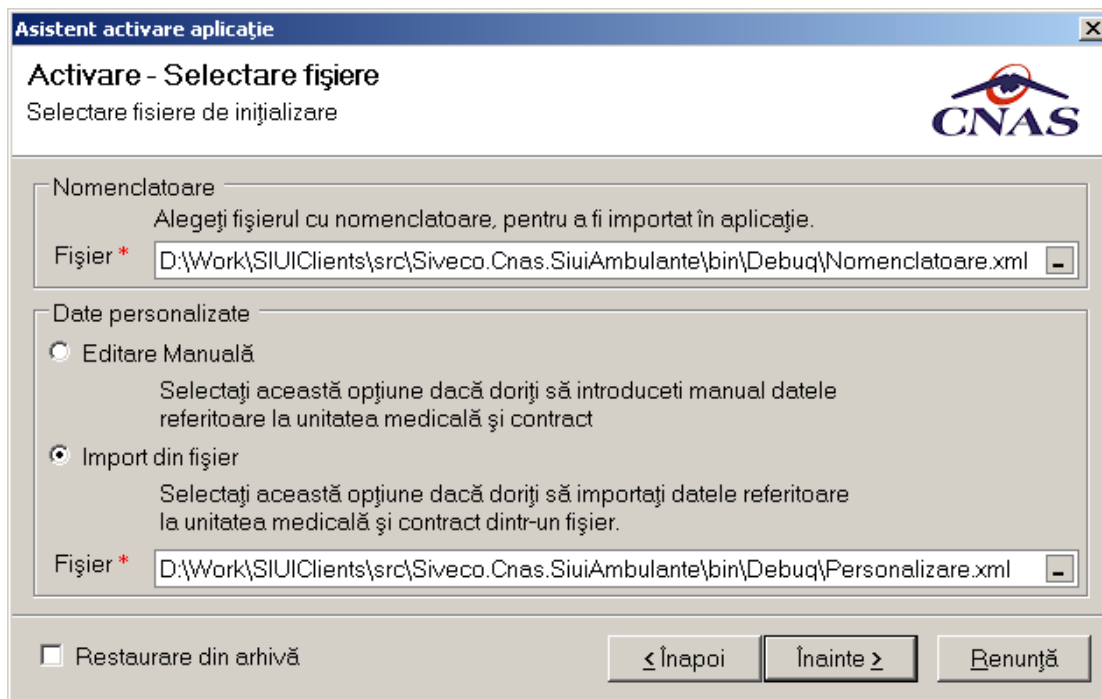 Asistent activare aplicaţie
Activare - Selectare fişiere
Selectare fisiere de iniţializare
CNAS
Nomenclatoare
Alegeţi fişierul cu nomenclatoare, pentru a fi importat în aplicaţie.
Fişier *
D:\Work\SIUIClients\src\Siveco.Cnas.SiuiAmbulante\bin\Debug\Nomenclatoare.xml
Date personalizate
Editare Manuală
Selectaţi această opţiune dacă doriţi să introduceti manual datele
referitoare la unitatea medicală şi contract
Import din fişier
Selectaţi această opţiune dacă doriţi să importaţi datele referitoare
la unitatea medicală şi contract dintr-un fişier.
Fişier *
D:\Work\SIUIClients\src\Siveco.Cnas.SiuiAmbulante\bin\Debug\Personalizare.xml
Restaurare din arhivă
< Înapoi
Înainte >
Renunţă